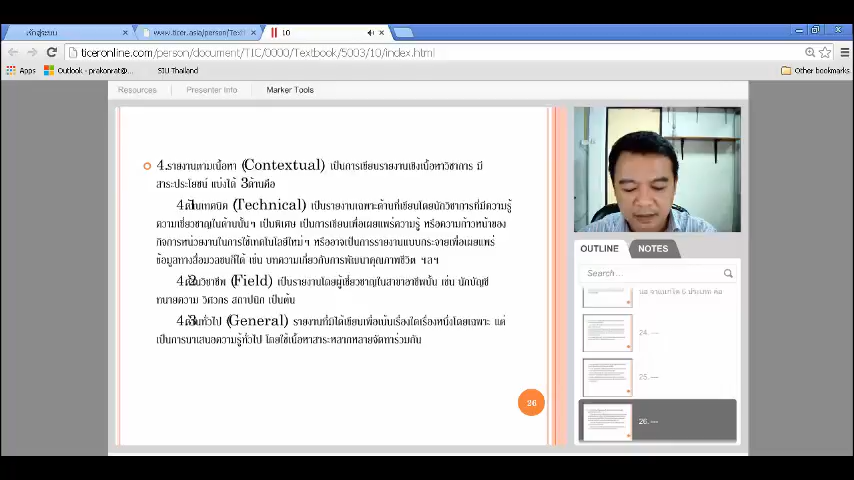 เข้าสู่ระบบ
www.ticer.asia/person/Text
10
ticeronline.com/person/document/TIC/0000/Textbook/5003/10/index.html
Apps
Outlook - prakonrat@...
SIU Thailand
Other bookmarks
Resources
Presenter Info
Marker Tools
4.รายงานตามเนื้อหา (Contextual) เป็นการเขียนรายงานเชิงเนื้อหาวิชาการ มี
สาระประโยชน์ แบ่งได้ 3ด้านคือ
4.1ด้านเทคนิค (Technical) เป็นรายงานเฉพาะด้านที่เขียนโดยนักวิชาการที่มีความรู้
ความเชี่ยวชาญในด้านนั้นๆ เป็นพิเศษ เป็นการเขียนเพื่อเผยแพร่ความรู้ หรือความก้าวหน้าของ
กิจการหน่วยงานในการใช้เทคโนโลยีใหม่ๆ หรืออาจเป็นการรายงานแบบกระจายเพื่อเผยแพร่
ข้อมูลทางสื่อมวลชนก็ได้ เช่น บทความเกี่ยวกับการพัฒนาคุณภาพชีวิต ฯลฯ
4.2ด้านวิชาชีพ (Field) เป็นรายงานโดยผู้เชี่ยวชาญในสาขาอาชีพนั้น เช่น นักบัญชี
ทนายความ วิศวกร สถาปนิก เป็นต้น
4.3ด้านทั่วไป (General) รายงานที่มิได้เขียนเพื่อเน้นเรื่องใดเรื่องหนึ่งโดยเฉพาะ แต่
เป็นการนำเสนอความรู้ทั่วไป โดยใช้เนื้อหาสาระหลากหลายจัดทำร่วมกัน
26
OUTLINE
NOTES
Search...
24. ---
25. ---
26. ---